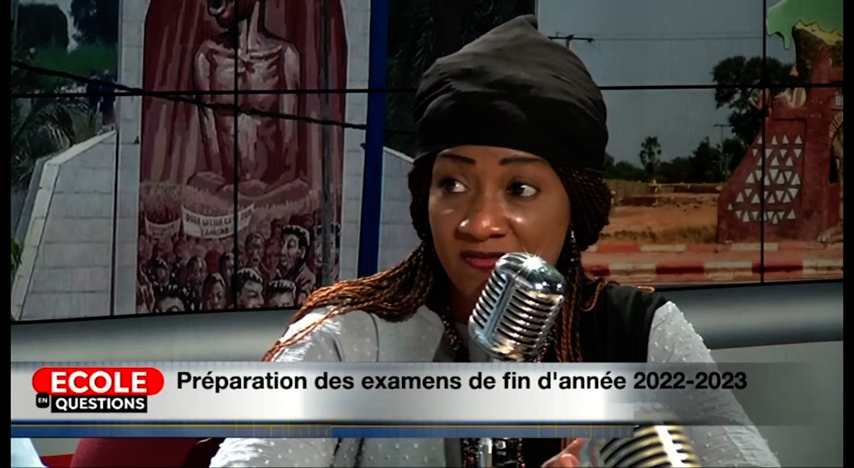 ECOLE
EN QUESTIONS
Préparation des examens de fin d'année 2022-2023